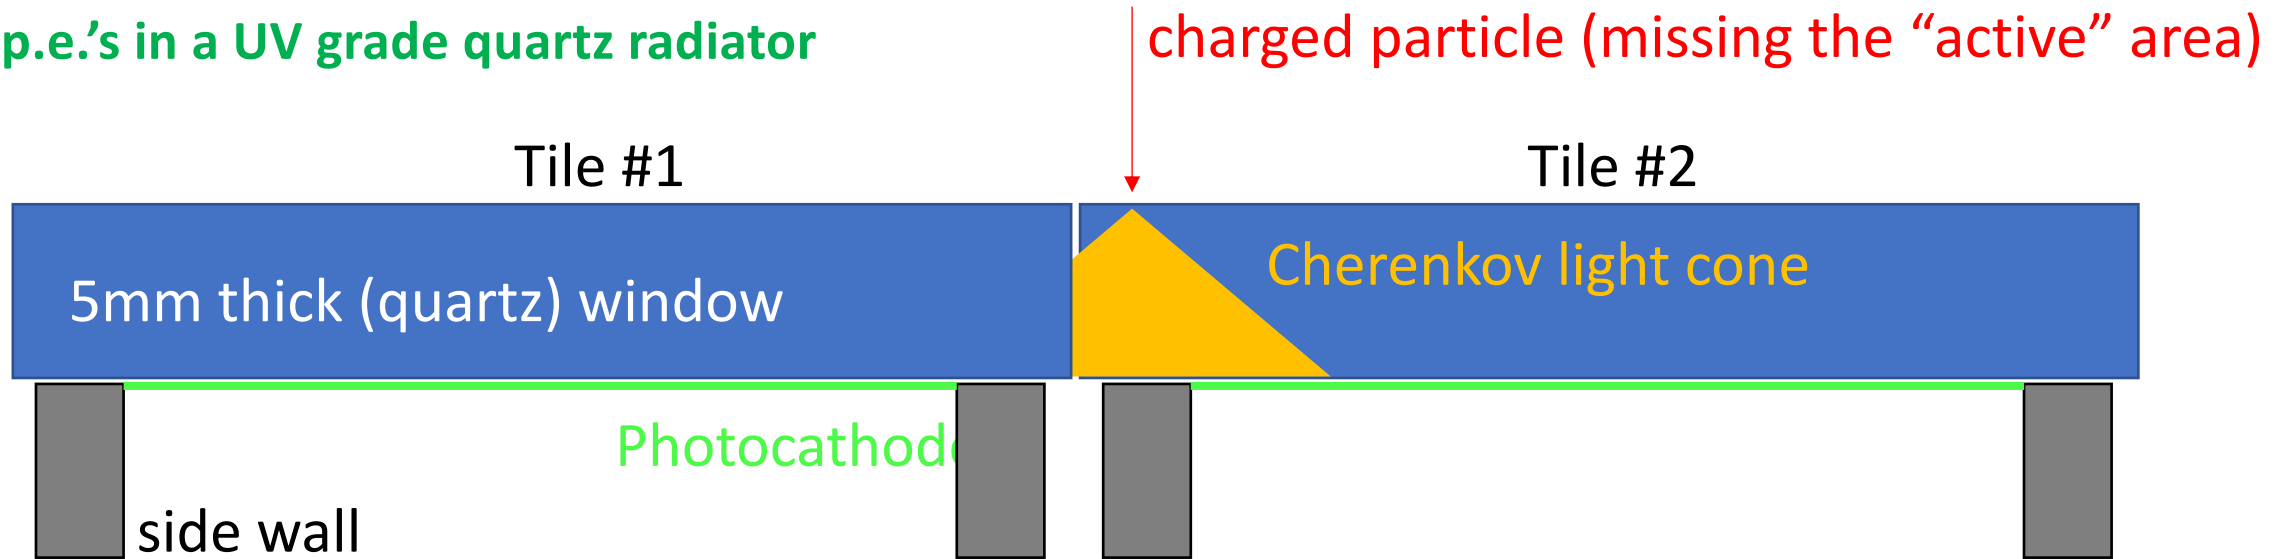 p.e.’s in a UV grade quartz radiator
charged particle (missing the “active” area)
Tile #1
Tile #2
Cherenkov light cone
5mm thick (quartz) window
Photocathode
side wall